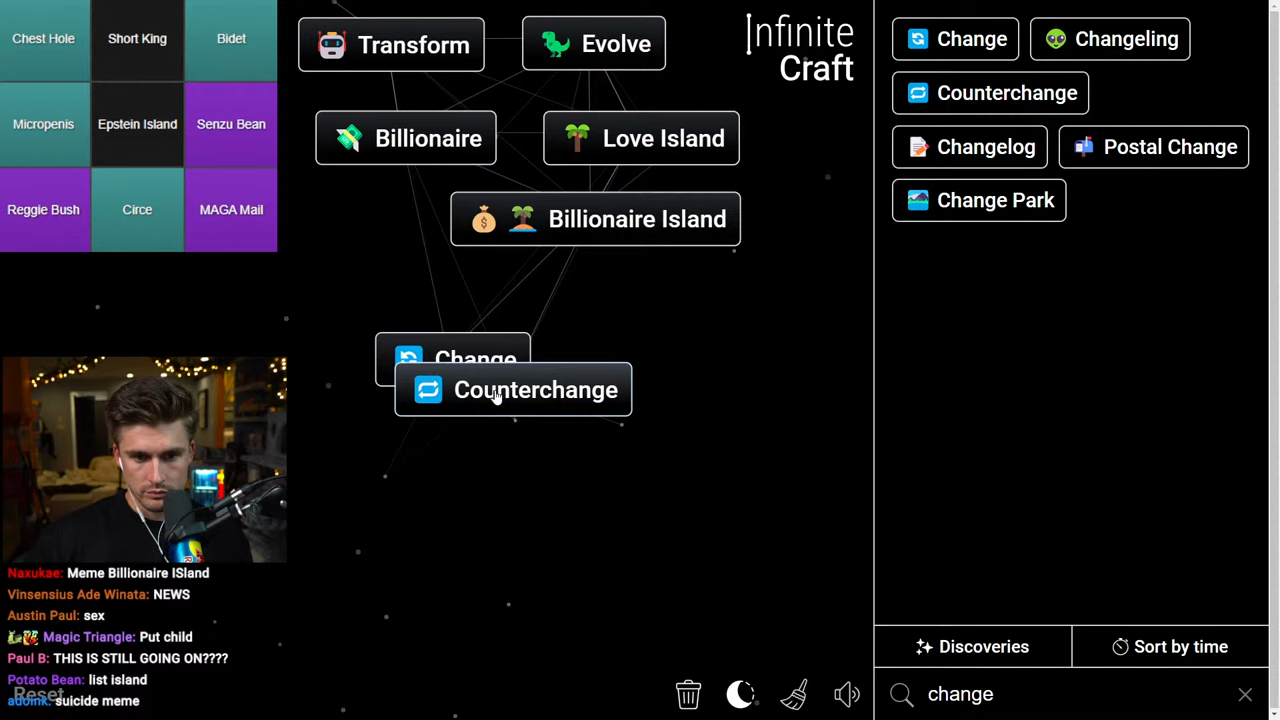 Chest Hole
Short King
Bidet
Micropenis
Epstein Island
Senzu Bean
Reggie Bush
Circe
MAGA Mail
Transform
Evolve
Infinite
Craft
Billionaire
Love Island
Billionaire Island
Change
Counterchange
Change
Changeling
Counterchange
Changelog
Postal Change
Change Park
Naxukae: Meme Billionaire ISland
Vinsensius Ade Winata: NEWS
Austin Paul: sex
Magic Triangle: Put child
Paul B: THIS IS STILL GOING ON????
Potato Bean: list island
Reset
adoink: suicide meme
Discoveries
Sort by time
change